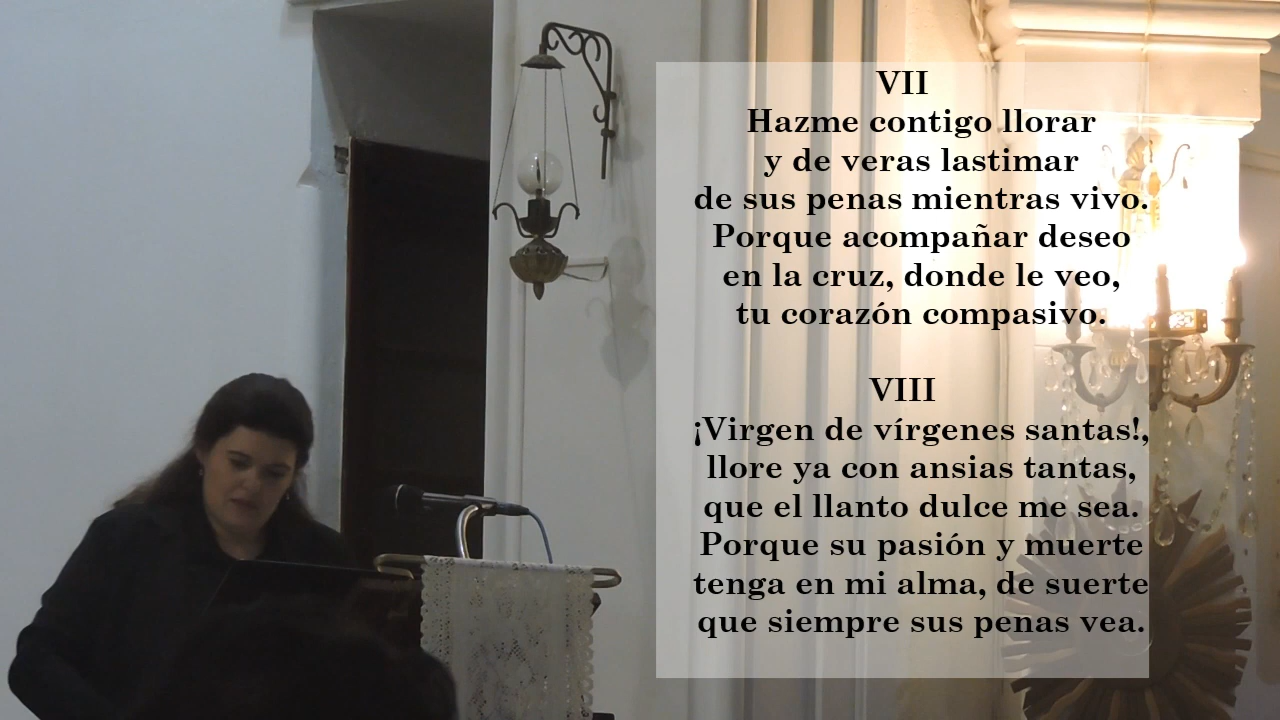 VII
Hazme contigo llorar
y de veras lastimar
de sus penas mientras vivo.
Porque acompañar deseo
en la cruz, donde le veo,
tu corazón compasivo.
VIII
¡Virgen de vírgenes santas!,
llore ya con ansias tantas,
que el llanto dulce me sea.
Porque su pasión y muerte
tenga en mi alma, de suerte
que siempre sus penas vea.